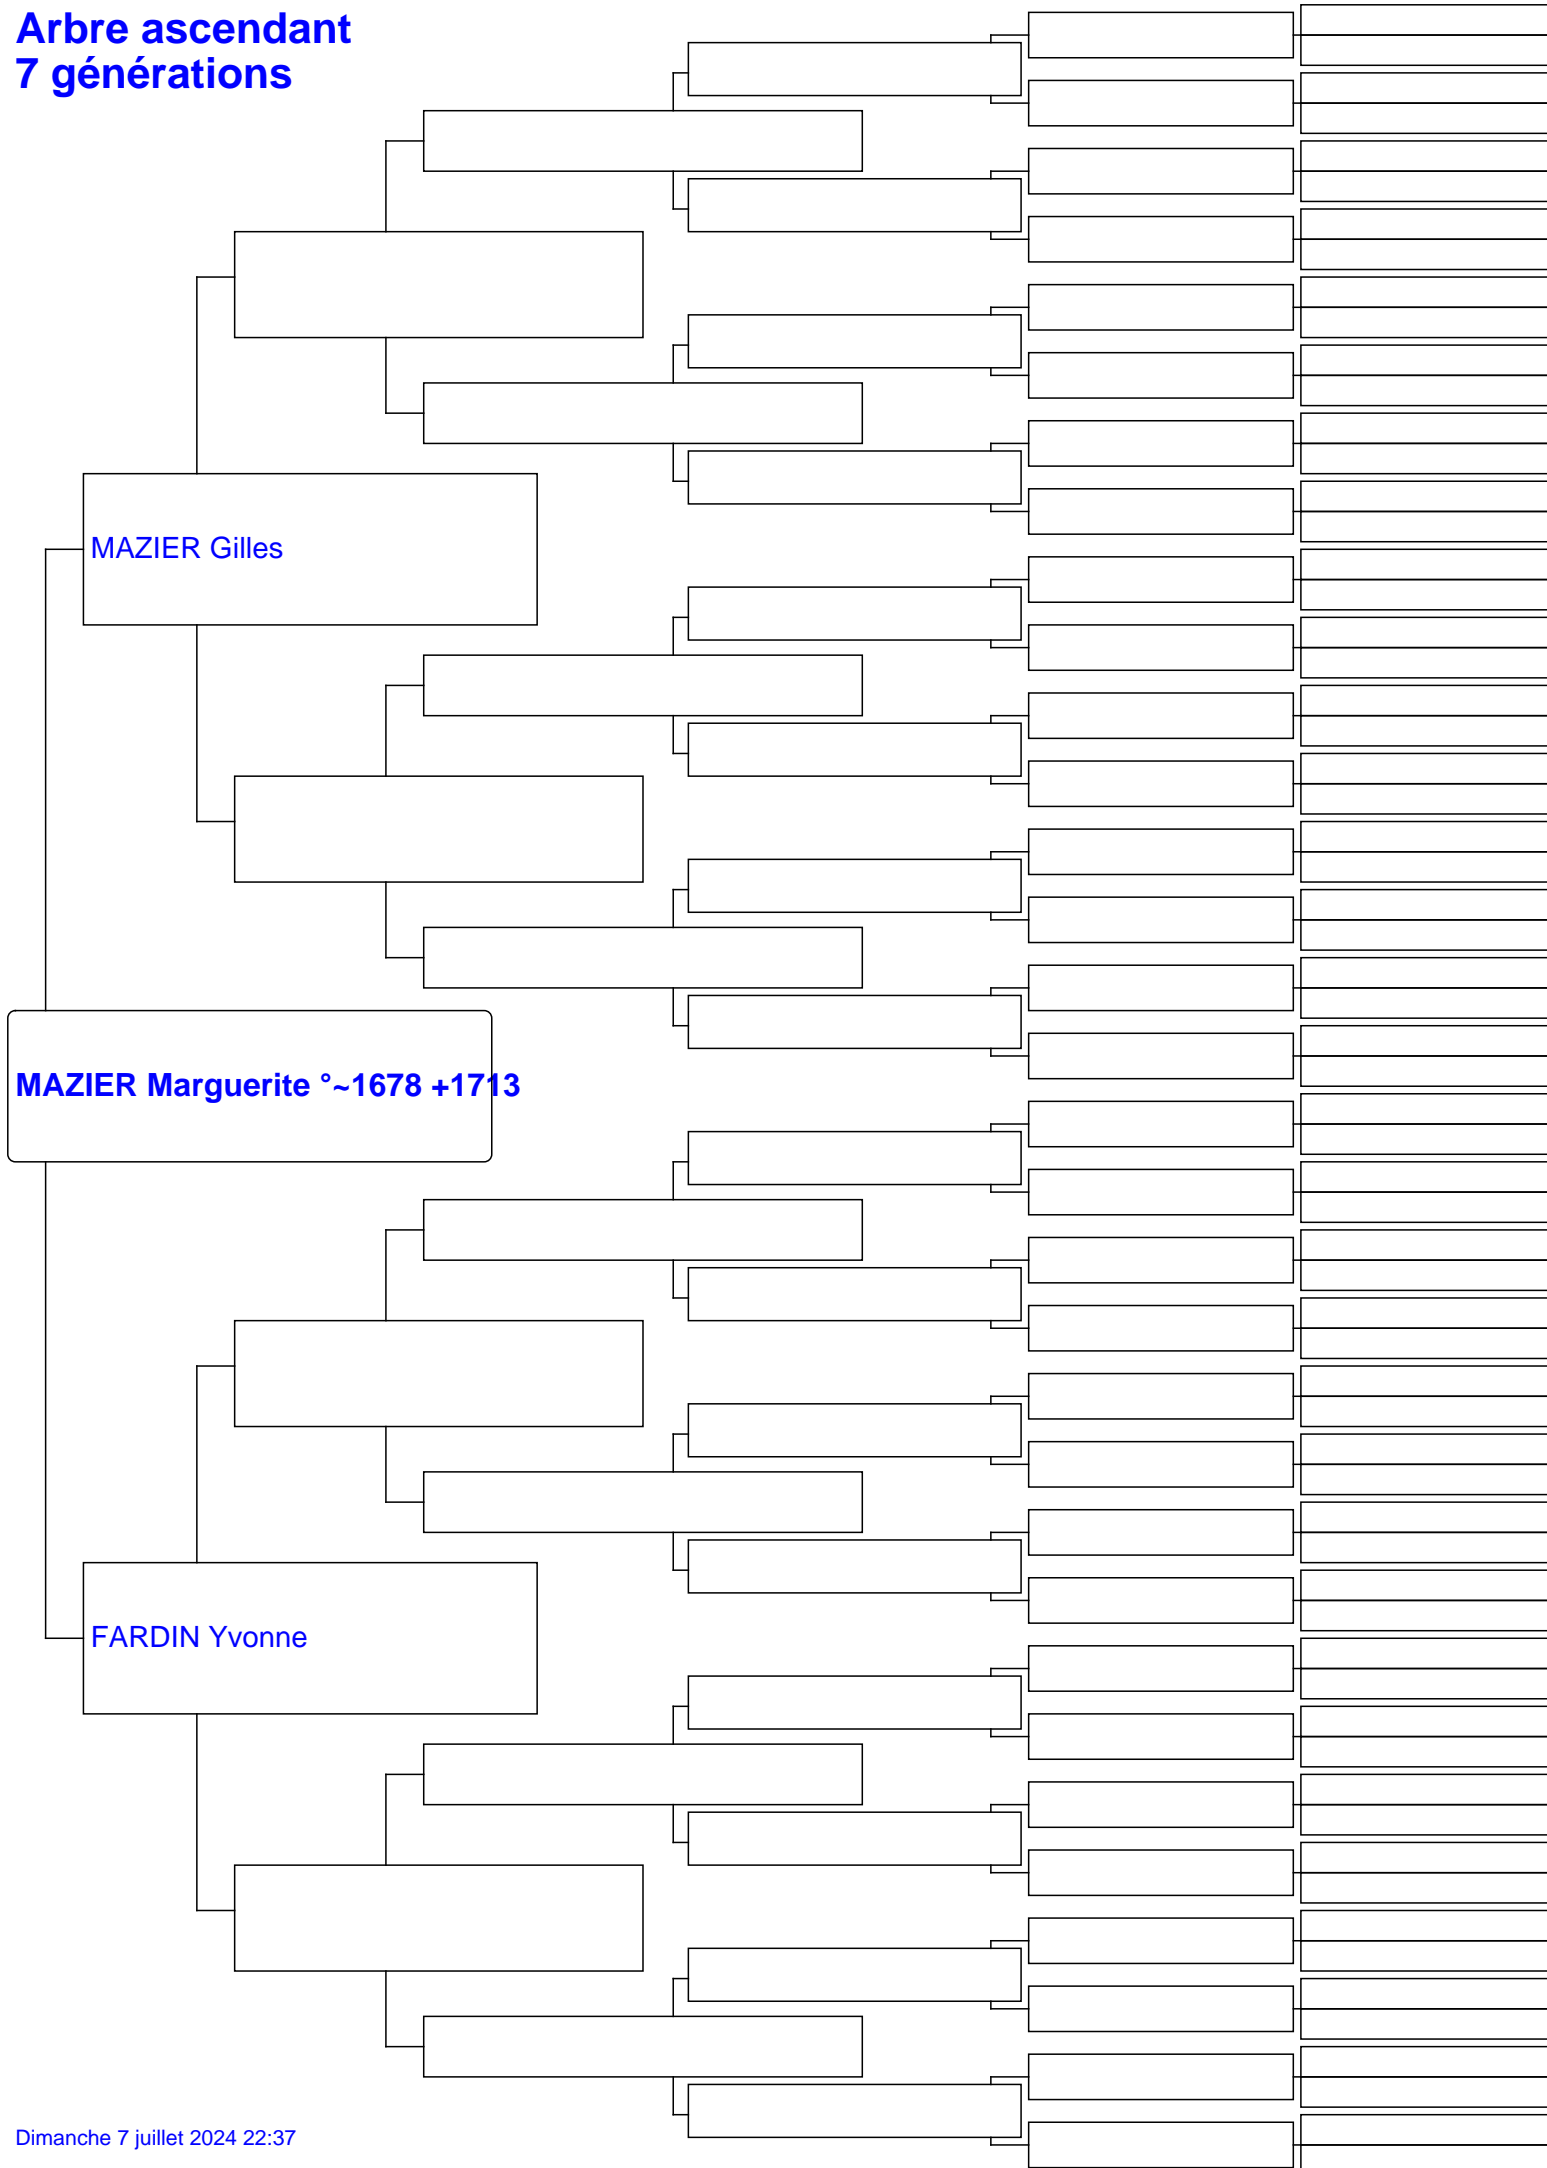 Arbre ascendant
7 générations
MAZIER Gilles
MAZIER Marguerite °~1678 +1713
FARDIN Yvonne
Dimanche 7 juillet 2024 22:37